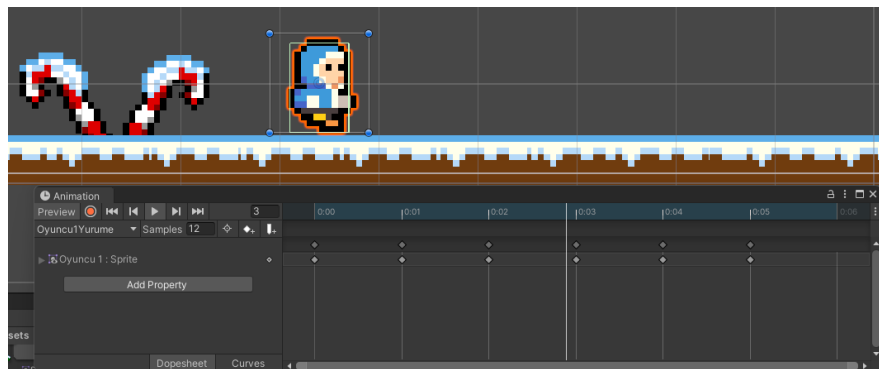 Animation
Preview 3 0:00 0:01 0:02 0:03 0:04 0:05 0:06
Oyuncu1Yurume Samples 12
Oyuncu 1 : Sprite
Add Property
sets
Dopesheet Curves